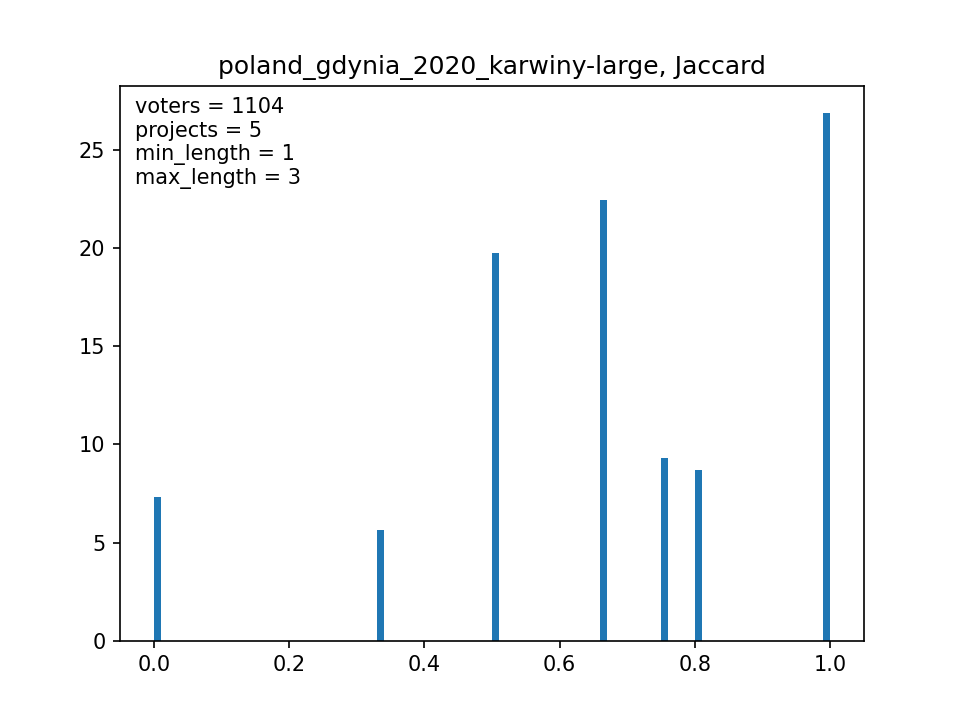 poland_gdynia_2020_karwiny-large, Jaccard
voters = 1104
projects = 5
min_length = 1
max_length = 3
25
20
15
10
5
0
0.0 0.2 0.4 0.6 0.8 1.0